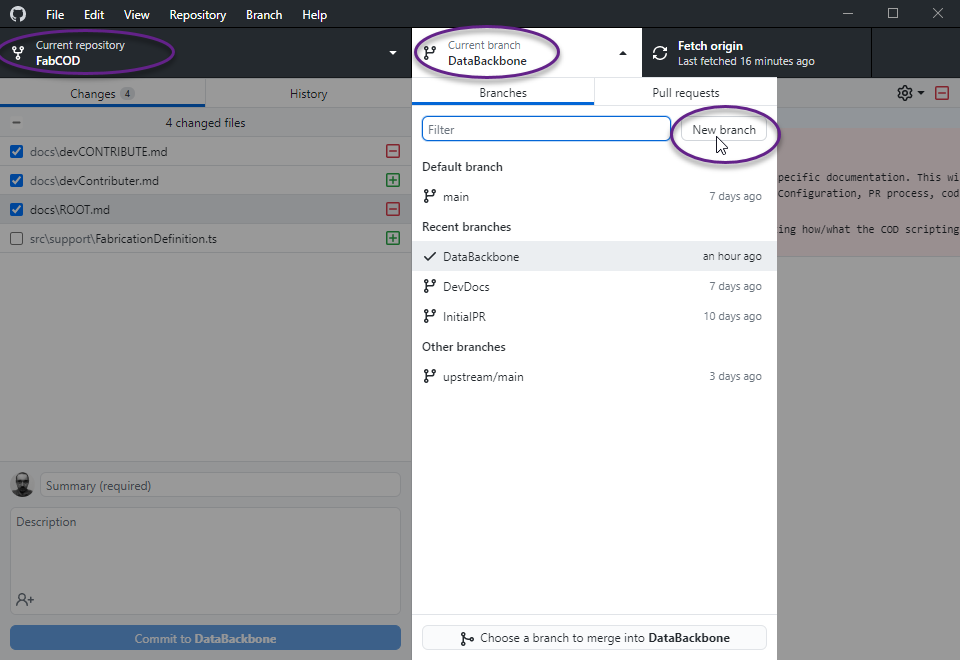 File Edit View Repository Branch Help
Current repository
FabCOD
Current branch
DataBackbone
Fetch origin
Last fetched 16 minutes ago
Changes 4
History
Branches
Pull requests
4 changed files
Filter
New branch
docs\devCONTRIBUTE.md
docs\devContributer.md
docs\ROOT.md
src\support\FabricationDefinition.ts
Default branch
main 7 days ago
Recent branches
DataBackbone an hour ago
DevDocs 7 days ago
InitialPR 10 days ago
Other branches
upstream/main 3 days ago
pecific documentation. This wi
Configuration, PR process, cod
ing how/what the COD scripting
Summary (required)
Description
Commit to DataBackbone
Choose a branch to merge into DataBackbone